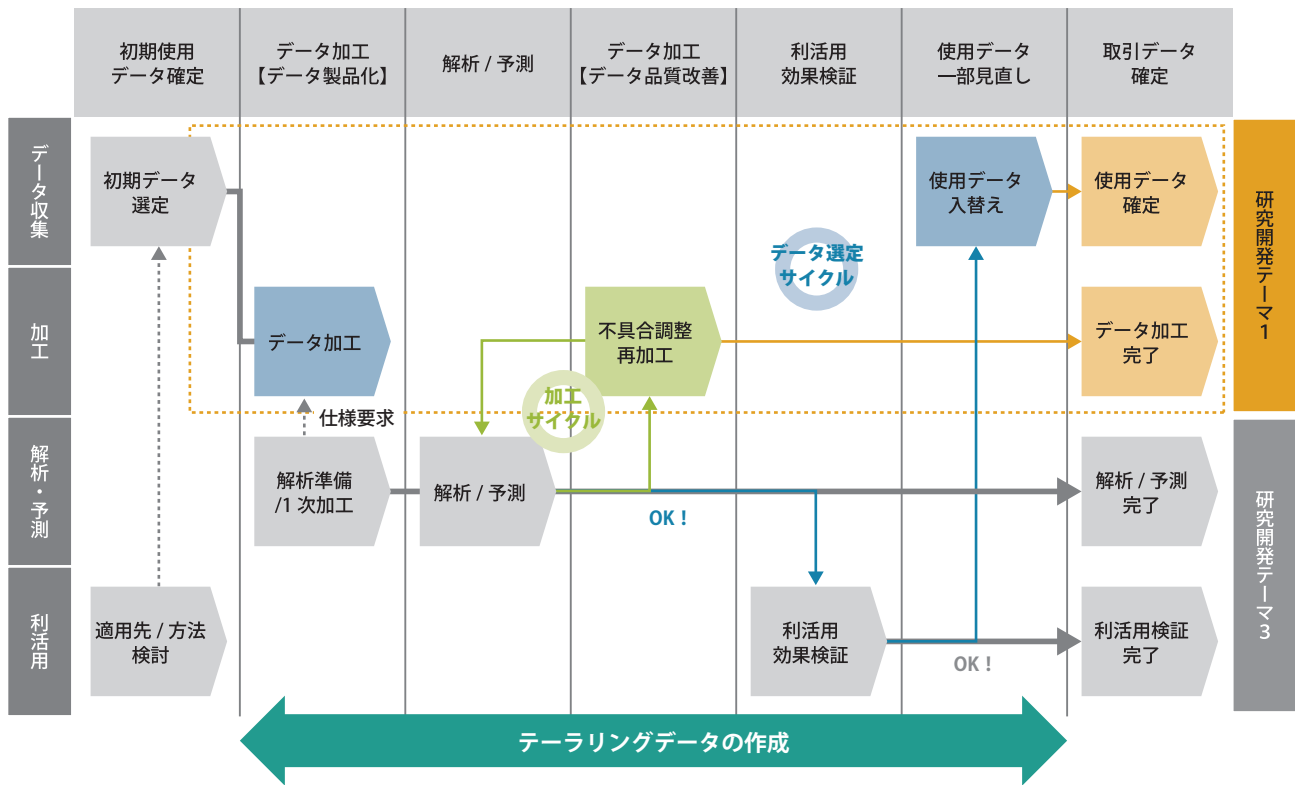 初期使用
データ確定
データ加工
【データ製品化】
解析 / 予測
データ加工
【データ品質改善】
利活用
効果検証
使用データ
一部見直し
取引データ
確定
データ収集
初期データ
選定
使用データ
入替え
使用データ
確定
研究開発テーマ1
データ選定
サイクル
加工
データ加工
不具合調整
再加工
データ加工
完了
加工
サイクル
仕様要求
解析・予測
解析準備
/1 次加工
解析 / 予測
OK！
解析 / 予測
完了
研究開発テーマ3
利活用
適用先 / 方法
検討
利活用
効果検証
OK！
利活用検証
完了
テーラリングデータの作成